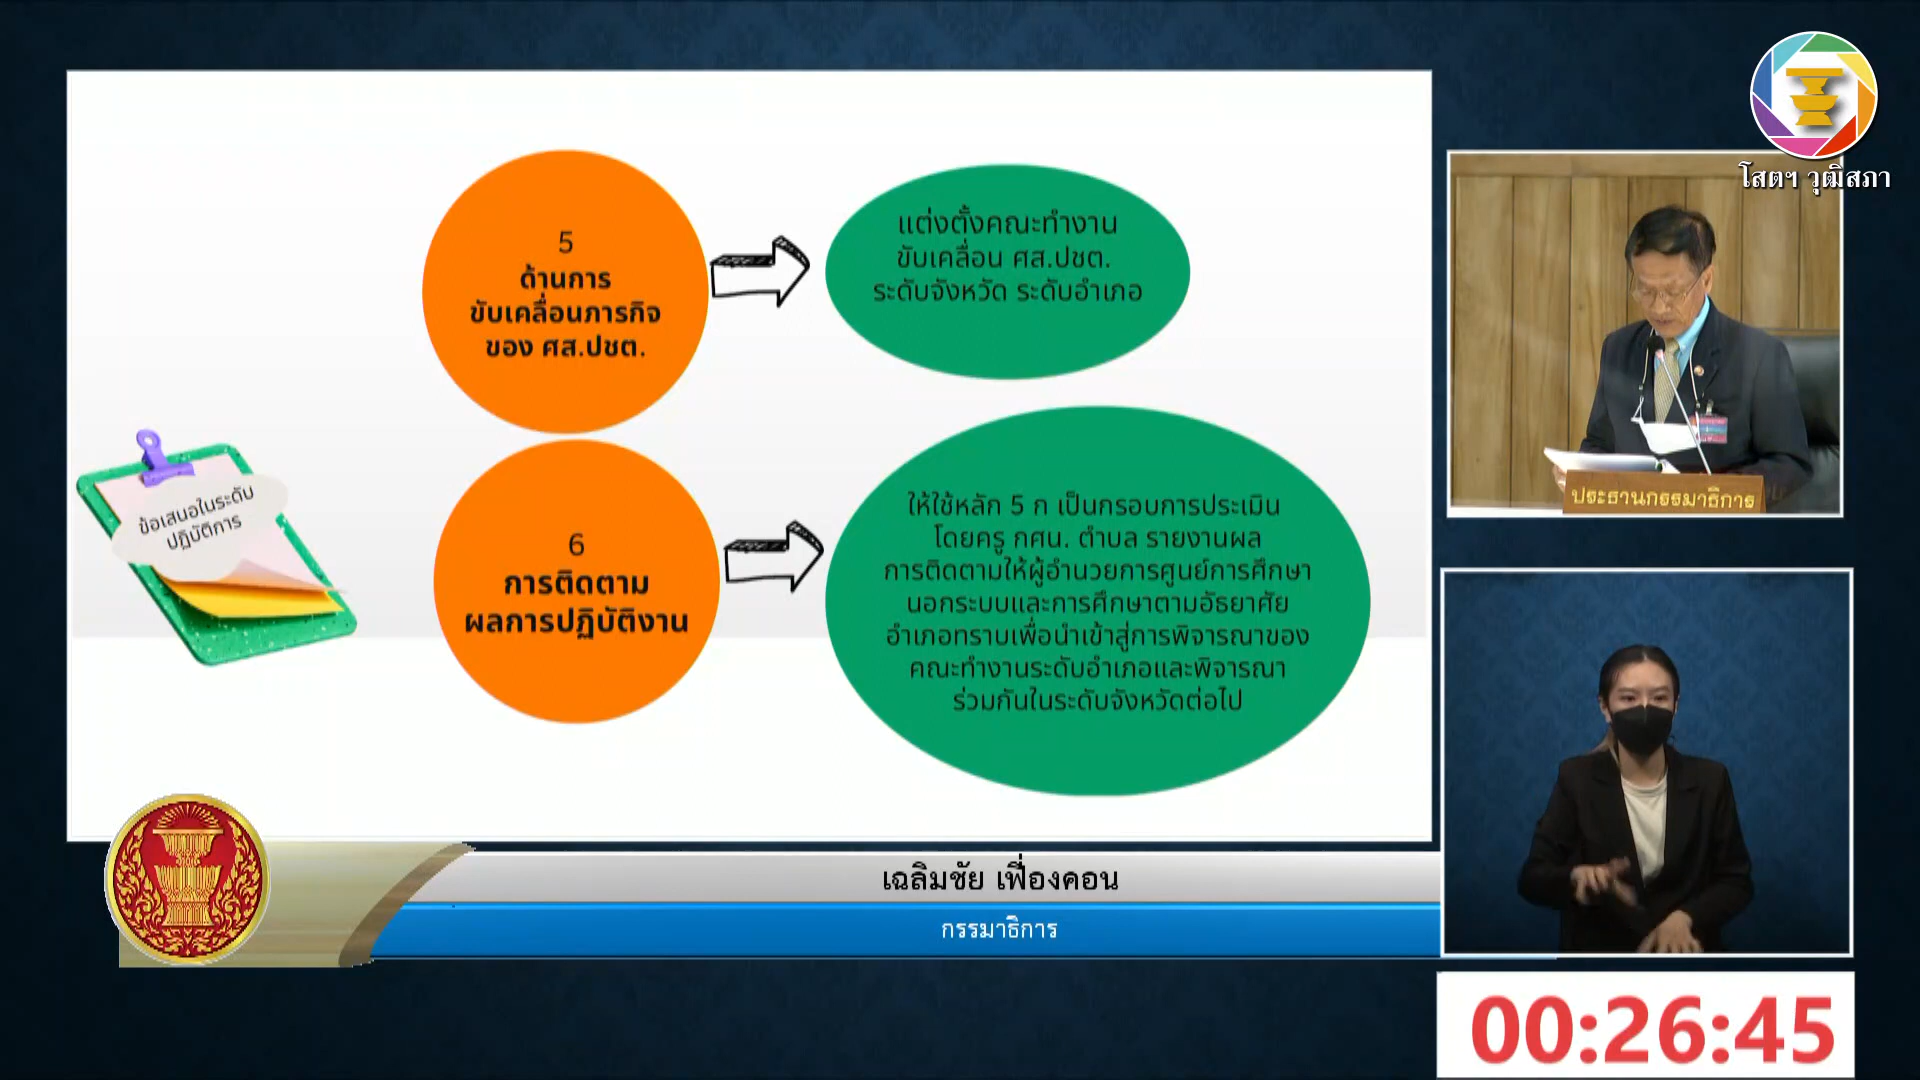 โสตฯ วุฒิสภา
5
ด้านการ
ขับเคลื่อนภารกิจ
ของ ศส.ปชต.
แต่งตั้งคณะทำงาน
ขับเคลื่อน ศส.ปชต.
ระดับจังหวัด ระดับอำเภอ
ข้อเสนอในระดับ
ปฏิบัติการ
6
การติดตาม
ผลการปฏิบัติงาน
ให้ใช้หลัก 5 ก เป็นกรอบการประเมิน
โดยครู กศน. ตำบล รายงานผล
การติดตามให้ผู้อำนวยการศูนย์การศึกษา
นอกระบบและการศึกษาตามอัธยาศัย
อำเภอทราบเพื่อนำเข้าสู่การพิจารณาของ
คณะทำงานระดับอำเภอและพิจารณา
ร่วมกันในระดับจังหวัดต่อไป
ประธานกรรมาธิการ
เฉลิมชัย เฟื่องคอน
กรรมาธิการ
00:26:45